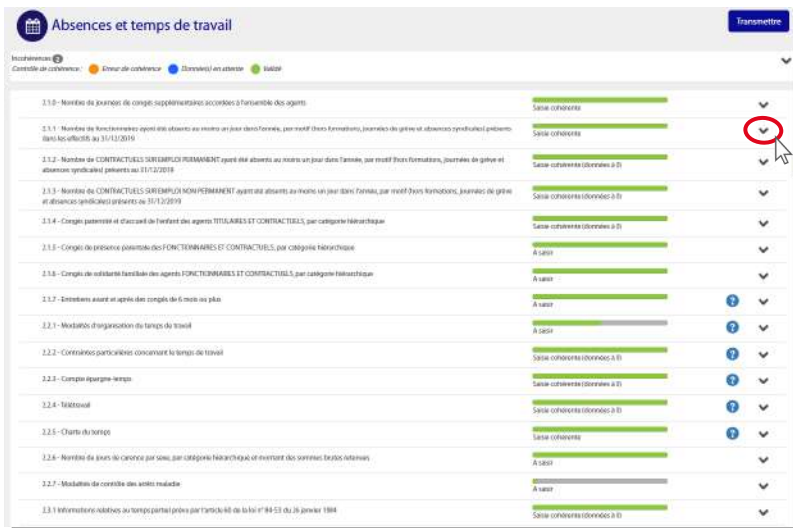 Absences et temps de travail
Transmettre
Incohérences 2
Contrôle de cohérence : Erreur de cohérence Donnée(s) en attente Validé
2.1.0 - Nombre de journées de congés supplémentaires accordées à l'ensemble des agents
Saisie cohérente
2.1.1 - Nombre de fonctionnaires ayant été absents au moins un jour dans l'année, par motif (hors formations, journées de grève et absences syndicales) présents
dans les effectifs au 31/12/2019
Saisie cohérente
2.1.2 - Nombre de CONTRACTUELS SUR EMPLOI PERMANENT ayant été absents au moins un jour dans l'année, par motif (hors formations, journées de grève et
absences syndicales) présents au 31/12/2019
Saisie cohérente (données à 0)
2.1.3 - Nombre de CONTRACTUELS SUR EMPLOI NON PERMANENT ayant été absents au moins un jour dans l'année, par motif (hors formations, journées de grève
et absences syndicales) présents au 31/12/2019
Saisie cohérente (données à 0)
2.1.4 - Congés paternité et d'accueil de l'enfant des agents TITULAIRES ET CONTRACTUELS, par catégorie hiérarchique
Saisie cohérente (données à 0)
2.1.5 - Congés de présence parentale des FONCTIONNAIRES ET CONTRACTUELS, par catégorie hiérarchique
A saisir
2.1.6 - Congés de solidarité familiale des agents FONCTIONNAIRES ET CONTRACTUELS, par catégorie hiérarchique
A saisir
2.1.7 - Entretiens avant et après des congés de 6 mois ou plus
A saisir
?
2.2.1 - Modalités d'organisation du temps de travail
A saisir
?
2.2.2 - Contraintes particulières concernant le temps de travail
Saisie cohérente (données à 0)
?
2.2.3 - Compte épargne-temps
Saisie cohérente (données à 0)
?
2.2.4 - Télétravail
Saisie cohérente (données à 0)
?
2.2.5 - Charte du temps
Saisie cohérente
?
2.2.6 - Nombre de jours de carence par sexe, par catégorie hiérarchique et montant des sommes brutes retenues
A saisir
2.2.7 - Modalités de contrôle des arrêts maladie
A saisir
2.3.1 Informations relatives au temps partiel prévu par l'article 60 de la loi n° 84-53 du 26 janvier 1984
Saisie cohérente (données à 0)